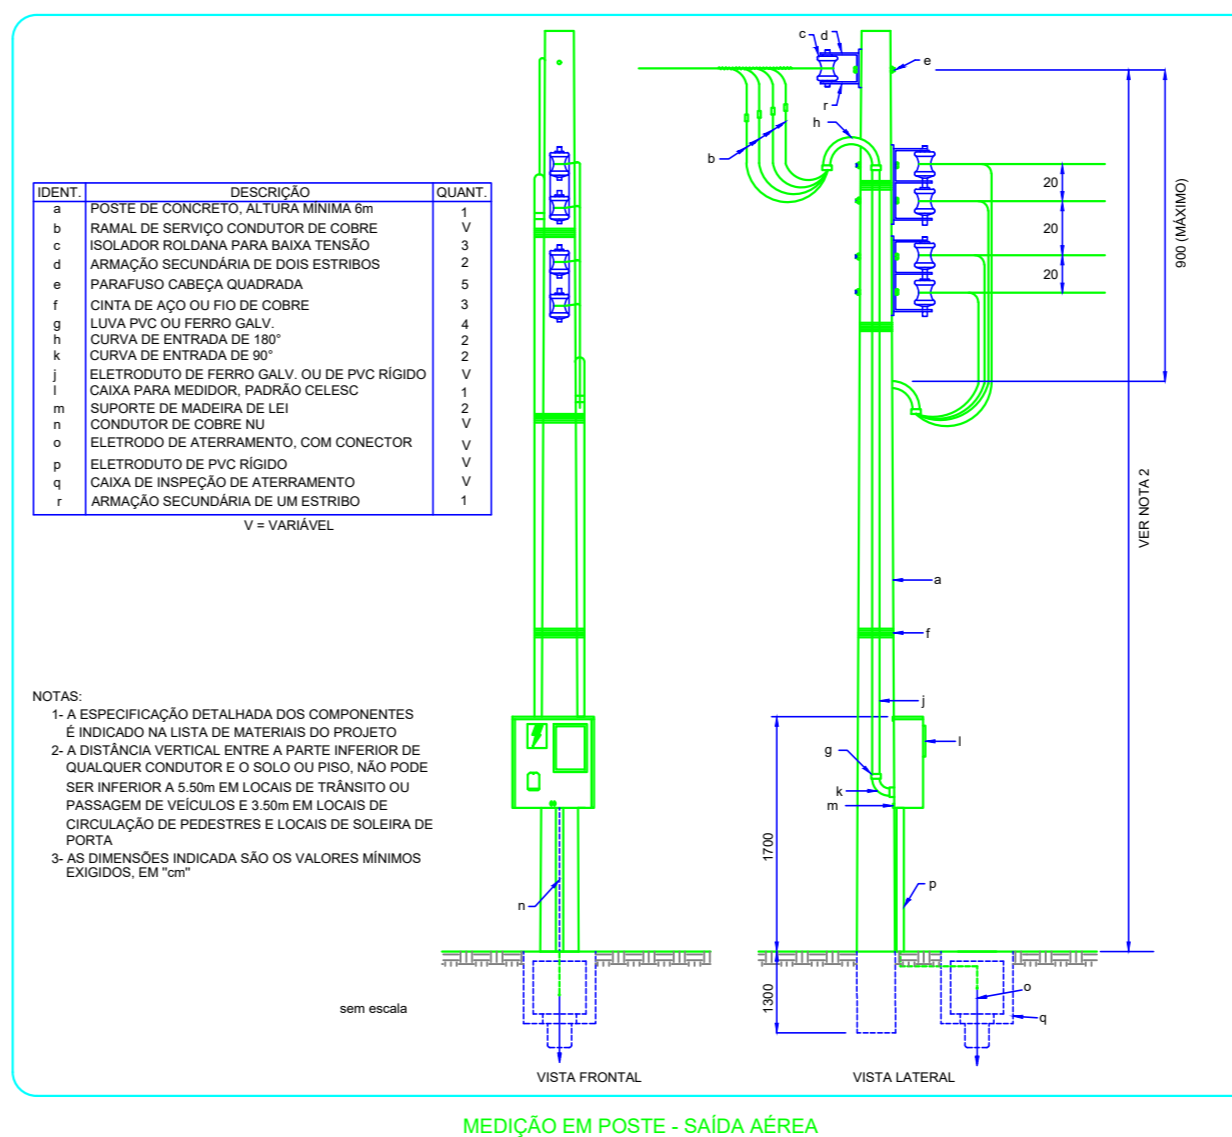 IDENT. DESCRIÇÃO QUANT.
a POSTE DE CONCRETO, ALTURA MÍNIMA 6m 1
b RAMAL DE SERVIÇO CONDUTOR DE COBRE V
c ISOLADOR ROLDANA PARA BAIXA TENSÃO 3
d ARMAÇÃO SECUNDÁRIA DE DOIS ESTRIBOS 2
e PARAFUSO CABEÇA QUADRADA 5
f CINTA DE AÇO OU FIO DE COBRE 3
g LUVA PVC OU FERRO GALV. 4
h CURVA DE ENTRADA DE 180° 2
k CURVA DE ENTRADA DE 90° 2
j ELETRODUTO DE FERRO GALV. OU DE PVC RÍGIDO V
l CAIXA PARA MEDIDOR, PADRÃO CELESC 1
m SUPORTE DE MADEIRA DE LEI 2
n CONDUTOR DE COBRE NU V
o ELETRODO DE ATERRAMENTO, COM CONECTOR V
p ELETRODUTO DE PVC RÍGIDO V
q CAIXA DE INSPEÇÃO DE ATERRAMENTO V
r ARMAÇÃO SECUNDÁRIA DE UM ESTRIBO 1
V = VARIÁVEL
NOTAS:
1- A ESPECIFICAÇÃO DETALHADA DOS COMPONENTES
É INDICADO NA LISTA DE MATERIAIS DO PROJETO
2- A DISTÂNCIA VERTICAL ENTRE A PARTE INFERIOR DE
QUALQUER CONDUTOR E O SOLO OU PISO, NÃO PODE
SER INFERIOR A 5.50m EM LOCAIS DE TRÂNSITO OU
PASSAGEM DE VEÍCULOS E 3.50m EM LOCAIS DE
CIRCULAÇÃO DE PEDESTRES E LOCAIS DE SOLEIRA DE
PORTA
3- AS DIMENSÕES INDICADA SÃO OS VALORES MÍNIMOS
EXIGIDOS, EM "cm"
sem escala
n
VISTA FRONTAL
c
d
e
r
h
b
20
20
20
900 (MÁXIMO)
VER NOTA 2
a
f
j
l
g
k
m
1700
p
1300
o
q
VISTA LATERAL
MEDIÇÃO EM POSTE - SAÍDA AÉREA